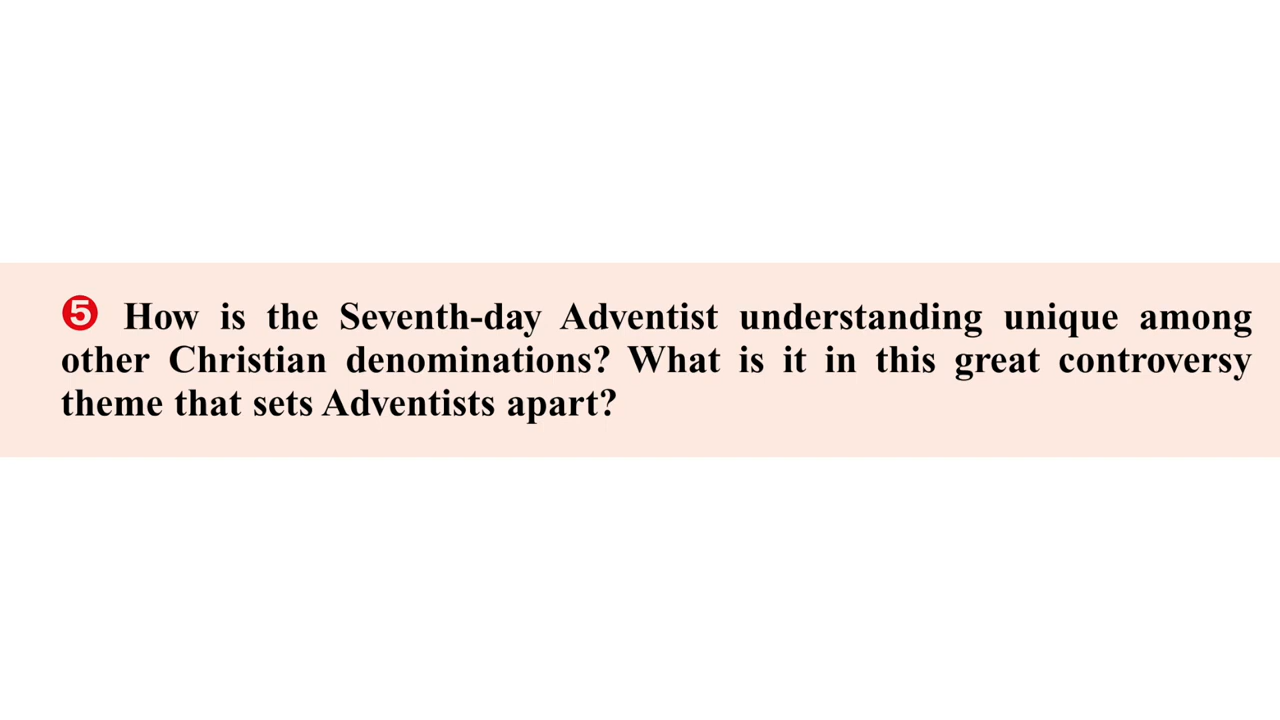 ❺ How is the Seventh-day Adventist understanding unique among
other Christian denominations? What is it in this great controversy
theme that sets Adventists apart?